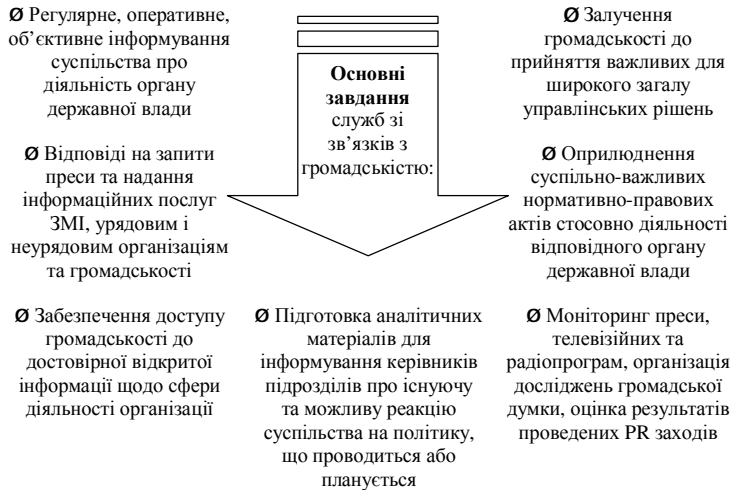 Ø Регулярне, оперативне,
об’єктивне інформування
суспільства про
діяльність органу
державної влади
Ø Відповіді на запити
преси та надання
інформаційних послуг
ЗМІ, урядовим і
неурядовим організаціям
та громадськості
Ø Забезпечення доступу
громадськості до
достовірної відкритої
інформації щодо сфери
діяльності організації
Основні
завдання
служб зі
зв’язків з
громадськістю:
Ø Підготовка аналітичних
матеріалів для
інформування керівників
підрозділів про існуючу
та можливу реакцію
суспільства на політику,
що проводиться або
планується
Ø Залучення
громадськості до
прийняття важливих для
широкого загалу
управлінських рішень
Ø Оприлюднення
суспільно-важливих
нормативно-правових
актів стосовно діяльності
відповідного органу
державної влади
Ø Моніторинг преси,
телевізійних та
радіопрограм, організація
досліджень громадської
думки, оцінка результатів
проведених PR заходів